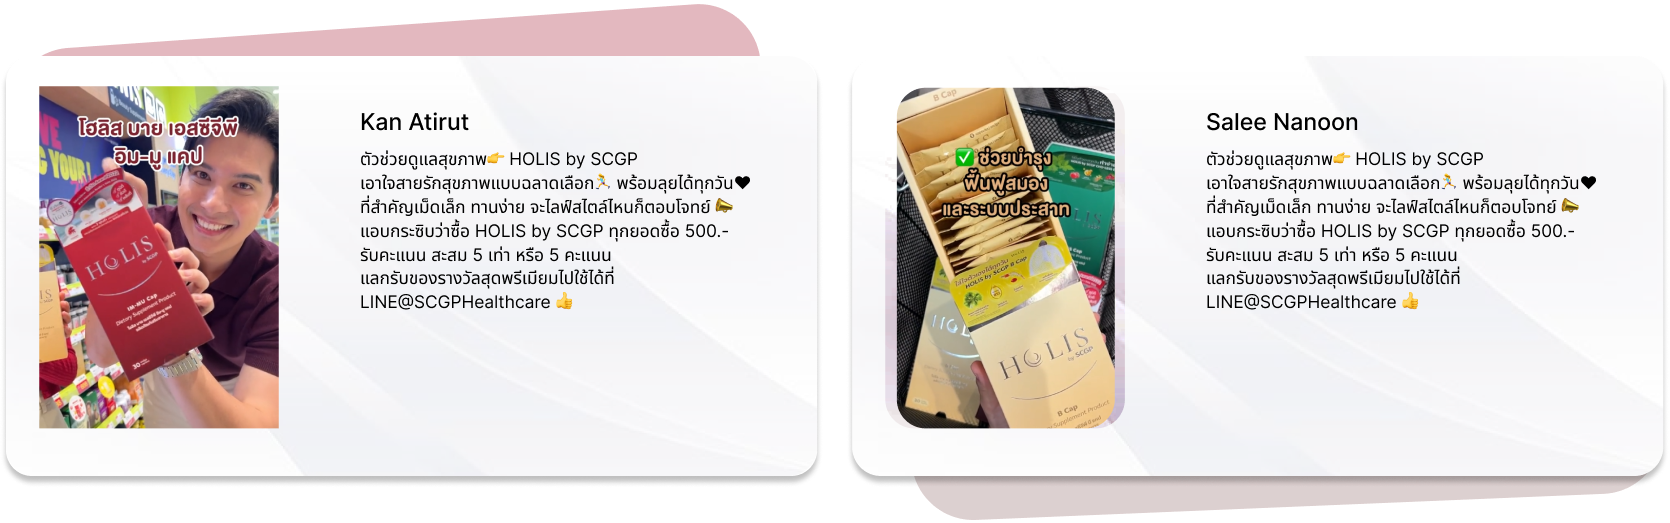 โฮลิส บาย เอสซีจีพี
อิม-มู แคป
HOLIS
by SCGP
IM-MU Cap
Dietary Supplement Product
30
Kan Atirut
ตัวช่วยดูแลสุขภาพ👉 HOLIS by SCGP
เอาใจสายรักสุขภาพแบบฉลาดเลือก🏃 พร้อมลุยได้ทุกวัน🖤
ที่สำคัญเม็ดเล็ก ทานง่าย จะไลฟ์สไตล์ไหนก็ตอบโจทย์ 📣
แอบกระซิบว่าซื้อ HOLIS by SCGP ทุกยอดซื้อ 500.-
รับคะแนน สะสม 5 เท่า หรือ 5 คะแนน
แลกรับของรางวัลสุดพรีเมียมไปใช้ได้ที่
LINE@SCGPHealthcare 👍
B Cap
✅ ช่วยบำรุง
ฟื้นฟูสมอง
และระบบประสาท
HOLIS by SCGP B Cap
HOLIS
by SCGP
B Cap
Supplement Product
Salee Nanoon
ตัวช่วยดูแลสุขภาพ👉 HOLIS by SCGP
เอาใจสายรักสุขภาพแบบฉลาดเลือก🏃 พร้อมลุยได้ทุกวัน🖤
ที่สำคัญเม็ดเล็ก ทานง่าย จะไลฟ์สไตล์ไหนก็ตอบโจทย์ 📣
แอบกระซิบว่าซื้อ HOLIS by SCGP ทุกยอดซื้อ 500.-
รับคะแนน สะสม 5 เท่า หรือ 5 คะแนน
แลกรับของรางวัลสุดพรีเมียมไปใช้ได้ที่
LINE@SCGPHealthcare 👍